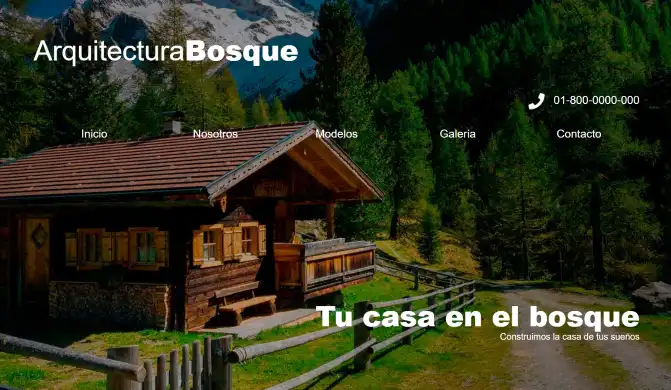 ArquitecturaBosque
01-800-0000-000
Inicio Nosotros Modelos Galeria Contacto
Tu casa en el bosque
Construimos la casa de tus sueños